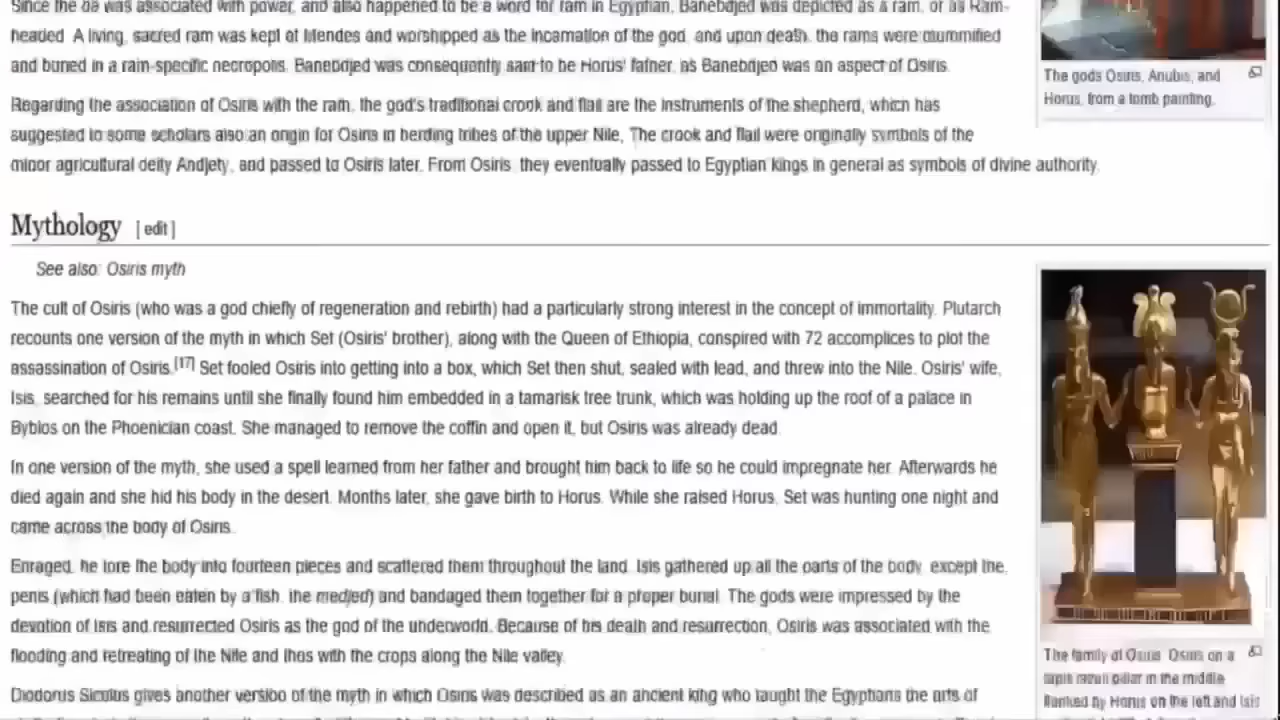 Since the ba was associated with power, and also happened to be a word for ram in Egyptian, Banebdjed was depicted as a ram, or as Ram-
headed. A living, sacred ram was kept at Mendes and worshipped as the incarnation of the god, and upon death, the rams were mummified
and buried in a ram-specific necropolis. Banebdjed was consequently said to be Horus' father, as Banebdjed was an aspect of Osiris.
Regarding the association of Osiris with the ram, the god's traditional crook and flail are the instruments of the shepherd, which has
suggested to some scholars also an origin for Osiris in herding tribes of the upper Nile. The crook and flail were originally symbols of the
minor agricultural deity Andjety, and passed to Osiris later. From Osiris, they eventually passed to Egyptian kings in general as symbols of divine authority.
The gods Osiris, Anubis, and
Horus, from a tomb painting.
Mythology [edit]
See also: Osiris myth
The cult of Osiris (who was a god chiefly of regeneration and rebirth) had a particularly strong interest in the concept of immortality. Plutarch
recounts one version of the myth in which Set (Osiris' brother), along with the Queen of Ethiopia, conspired with 72 accomplices to plot the
assassination of Osiris.[17] Set fooled Osiris into getting into a box, which Set then shut, sealed with lead, and threw into the Nile. Osiris' wife,
Isis, searched for his remains until she finally found him embedded in a tamarisk tree trunk, which was holding up the roof of a palace in
Byblos on the Phoenician coast. She managed to remove the coffin and open it, but Osiris was already dead.
In one version of the myth, she used a spell learned from her father and brought him back to life so he could impregnate her. Afterwards he
died again and she hid his body in the desert. Months later, she gave birth to Horus. While she raised Horus, Set was hunting one night and
came across the body of Osiris.
Enraged, he tore the body into fourteen pieces and scattered them throughout the land. Isis gathered up all the parts of the body, except the
penis (which had been eaten by a fish, the medjed) and bandaged them together for a proper burial. The gods were impressed by the
devotion of Isis and resurrected Osiris as the god of the underworld. Because of his death and resurrection, Osiris was associated with the
flooding and retreating of the Nile and thus with the crops along the Nile valley.
Diodorus Siculus gives another version of the myth in which Osiris was described as an ancient king who taught the Egyptians the arts of
The family of Osiris. Osiris on a
lapis lazuli pillar in the middle,
flanked by Horus on the left and Isis